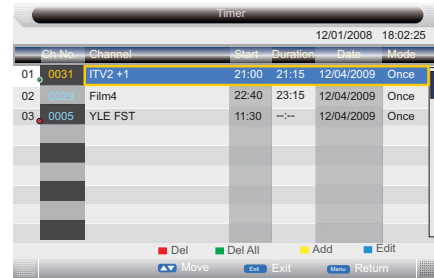 Timer
12/01/2008 18:02:25
Ch No. Channel Start Duration Date Mode
01 0031 ITV2 +1 21:00 21:15 12/04/2009 Once
02 0029 Film4 22:40 23:15 12/04/2009 Once
03 0005 YLE FST 11:30 --:-- 12/04/2009 Once
Del Del All Add Edit
Move Exit Exit Menu Return